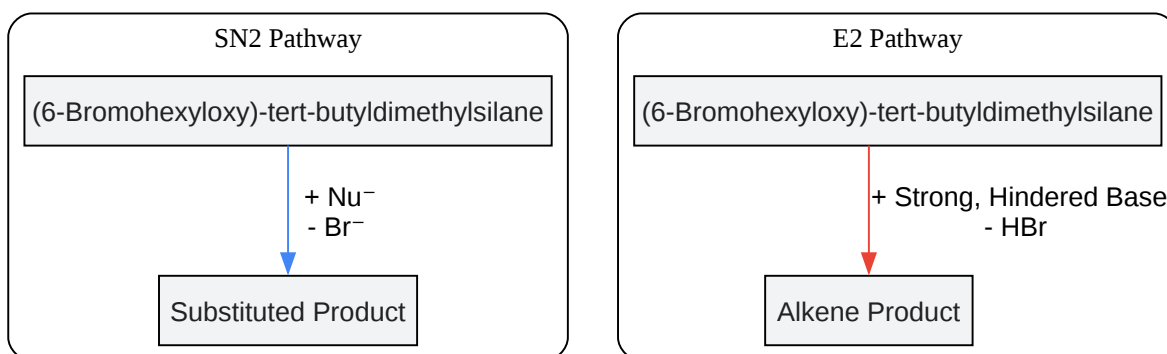 SN2 Pathway
(6-Bromohexyloxy)-tert-butyldimethylsilane
+ Nu⁻
- Br⁻
Substituted Product
E2 Pathway
(6-Bromohexyloxy)-tert-butyldimethylsilane
+ Strong, Hindered Base
- HBr
Alkene Product